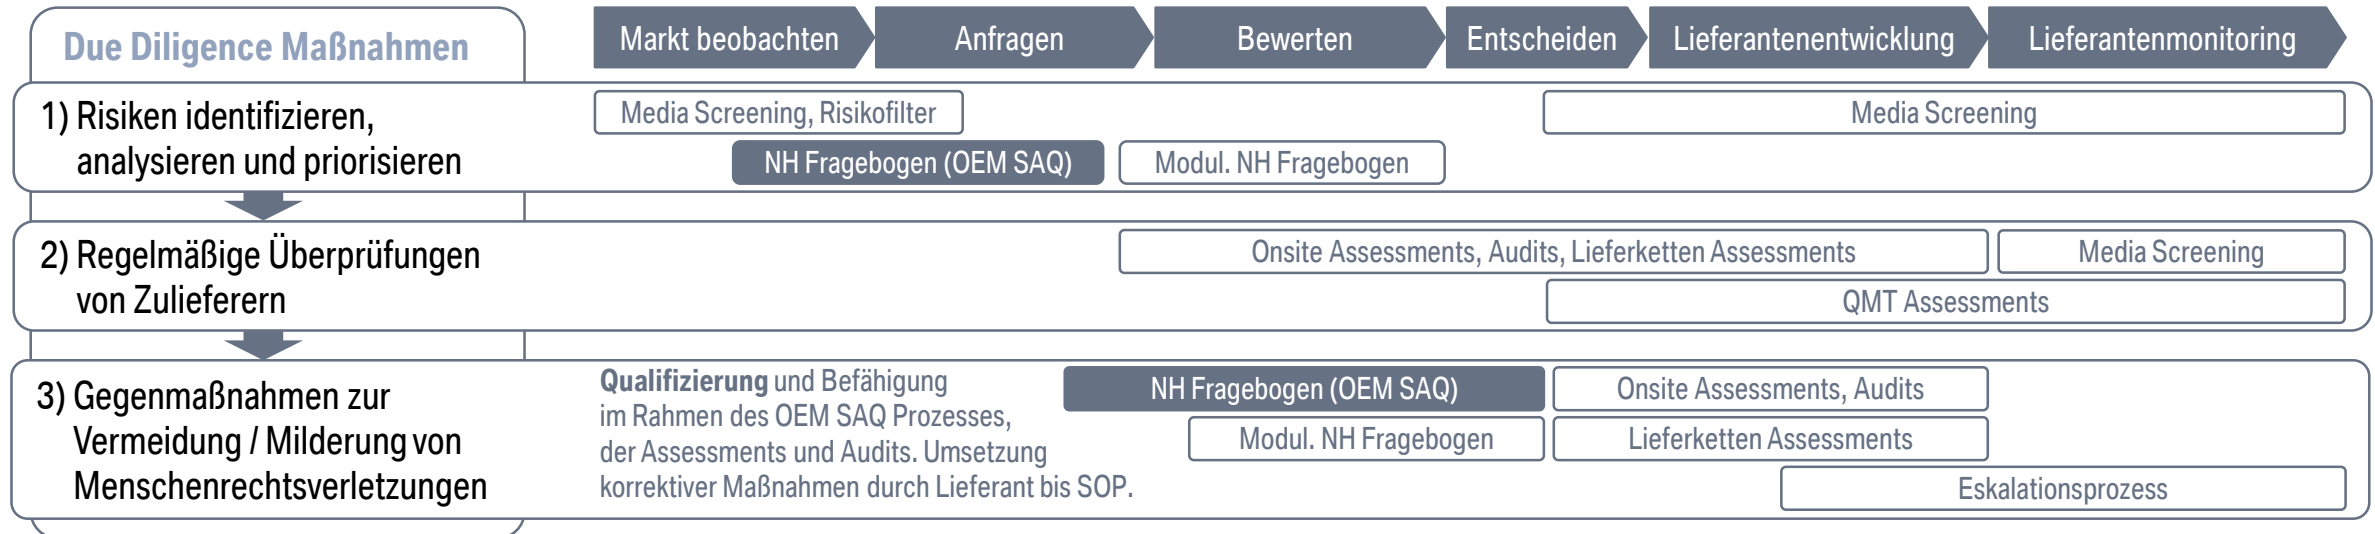 Due Diligence Maßnahmen
Markt beobachten
Anfragen
Bewerten
Entscheiden
Lieferantenentwicklung
Lieferantenmonitoring
1) Risiken identifizieren,
analysieren und priorisieren
Media Screening, Risikofilter
Media Screening
NH Fragebogen (OEM SAQ)
Modul. NH Fragebogen
2) Regelmäßige Überprüfungen
von Zulieferern
Onsite Assessments, Audits, Lieferketten Assessments
Media Screening
QMT Assessments
3) Gegenmaßnahmen zur
Vermeidung / Milderung von
Menschenrechtsverletzungen
Qualifizierung und Befähigung
im Rahmen des OEM SAQ Prozesses,
der Assessments und Audits. Umsetzung
korrektiver Maßnahmen durch Lieferant bis SOP.
NH Fragebogen (OEM SAQ)
Onsite Assessments, Audits
Modul. NH Fragebogen
Lieferketten Assessments
Eskalationsprozess